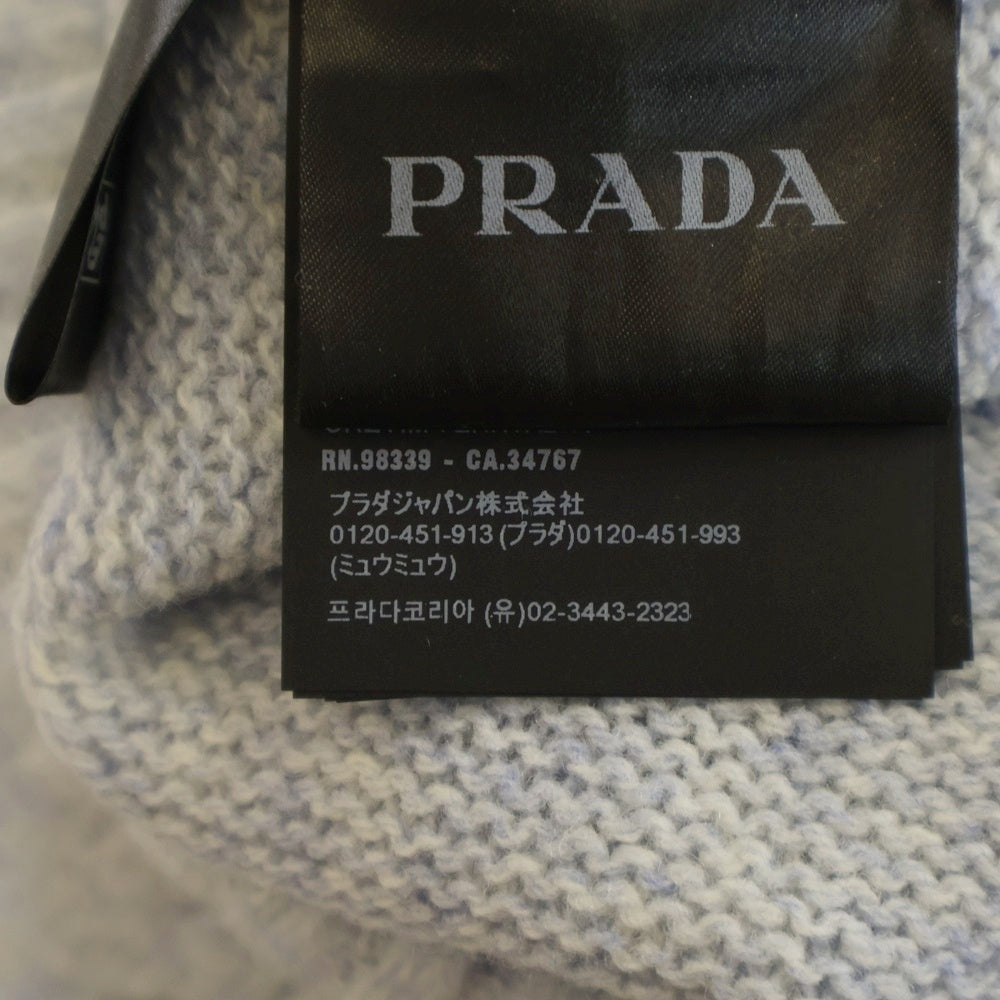 PRADA
RN.98339 - CA.34767
プラダジャパン株式会社
0120-451-913 (プラダ)0120-451-993
(ミュウミュウ)
프라다코리아 (유)02-3443-2323